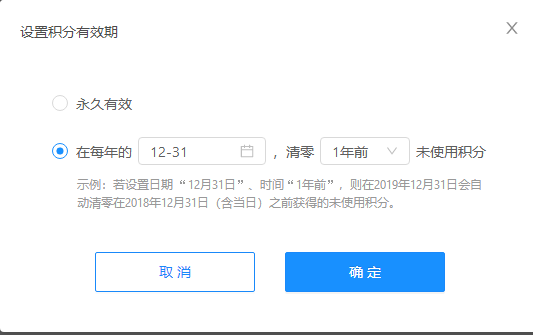 设置积分有效期
永久有效
在每年的 12-31 ，清零 1年前 未使用积分
示例：若设置日期“12月31日”、时间“1年前”，则在2019年12月31日会自
动清零在2018年12月31日（含当日）之前获得的未使用积分。
取 消 确 定